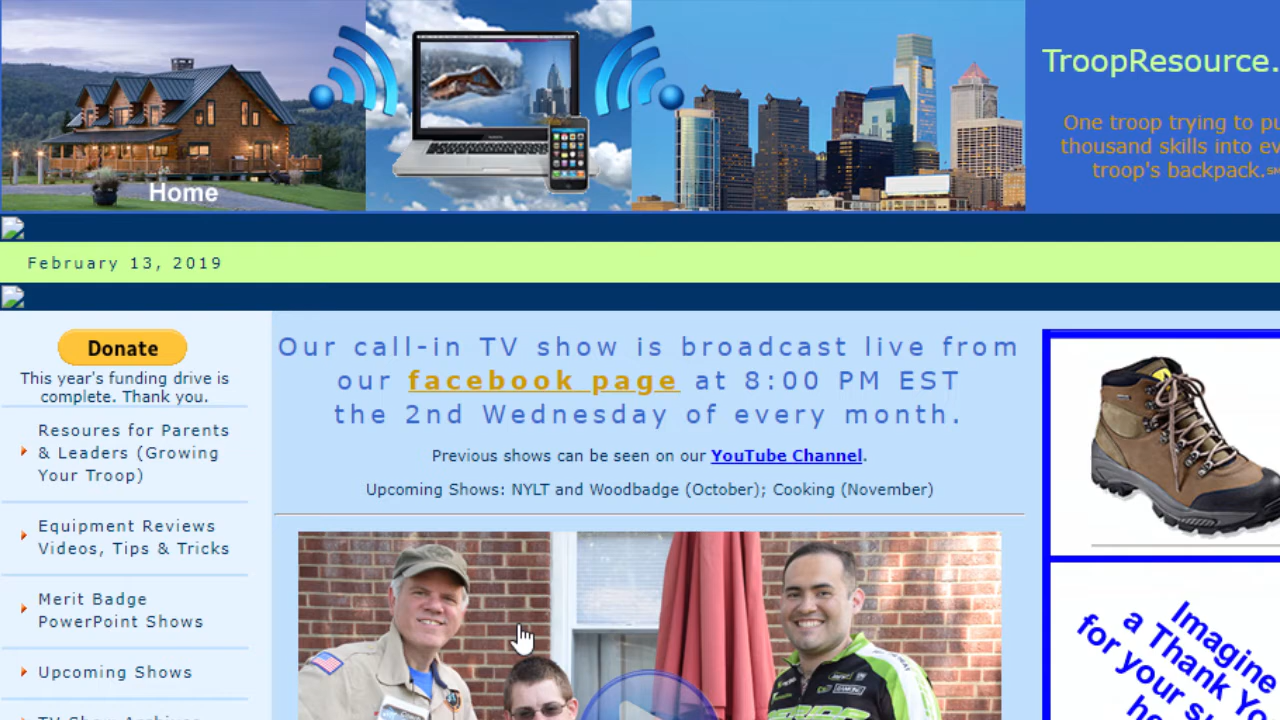 Home
TroopResource.
One troop trying to pu
thousand skills into ev
troop's backpack.
February 13, 2019
Donate
This year's funding drive is
complete. Thank you.
Resoures for Parents
& Leaders (Growing
Your Troop)
Equipment Reviews
Videos, Tips & Tricks
Merit Badge
PowerPoint Shows
Upcoming Shows
TV Show Archives
Our call-in TV show is broadcast live from
our facebook page at 8:00 PM EST
the 2nd Wednesday of every month.
Previous shows can be seen on our YouTube Channel.
Upcoming Shows: NYLT and Woodbadge (October); Cooking (November)
Imagine
a Thank Yo
for your su